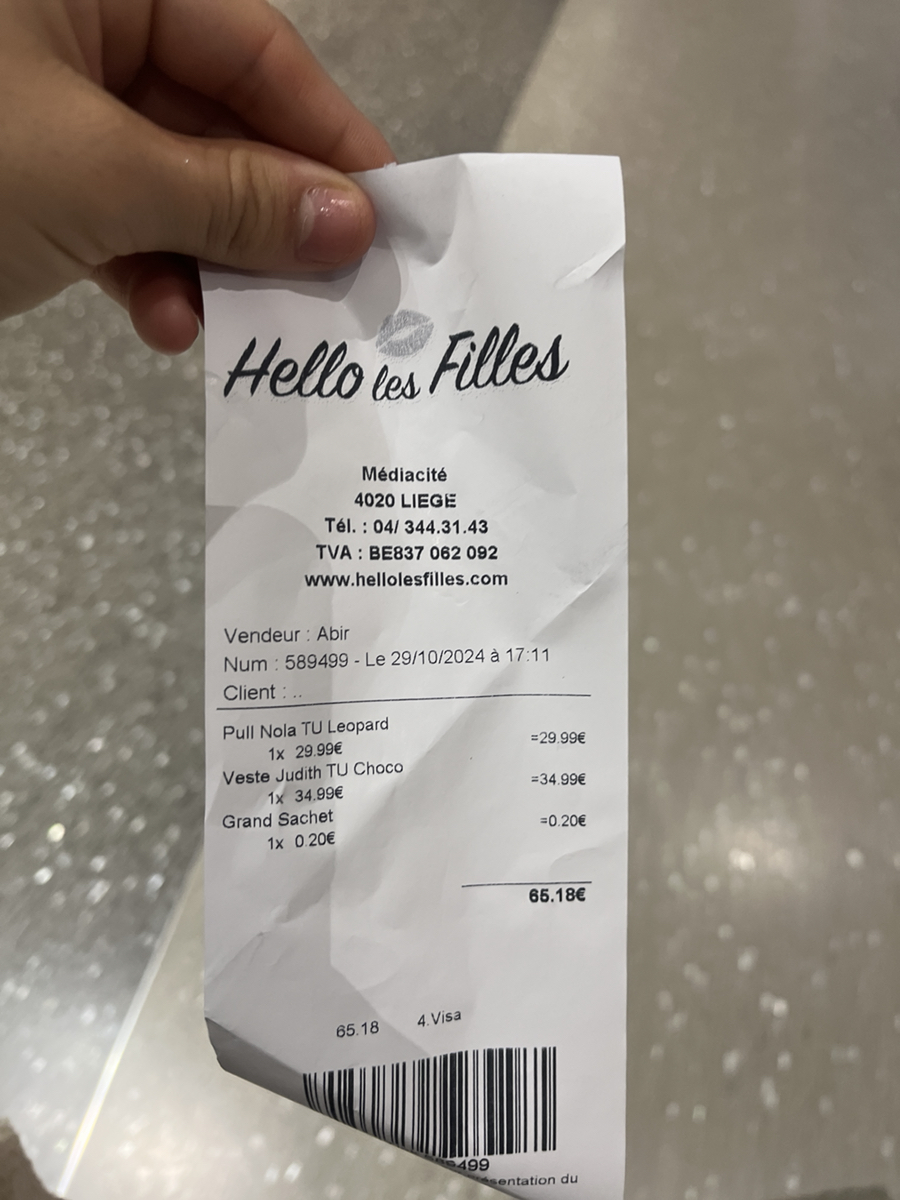 Hello les Filles
Médiacité
4020 LIEGE
Tél. : 04/ 344.31.43
TVA : BE837 062 092
www.hellolesfilles.com
Vendeur : Abir
Num : 589499 - Le 29/10/2024 à 17:11
Client : ..
Pull Nola TU Leopard
1x 29.99€ =29.99€
Veste Judith TU Choco
1x 34.99€ =34.99€
Grand Sachet
1x 0.20€ =0.20€
65.18€
65.18 4.Visa
499
sentation du